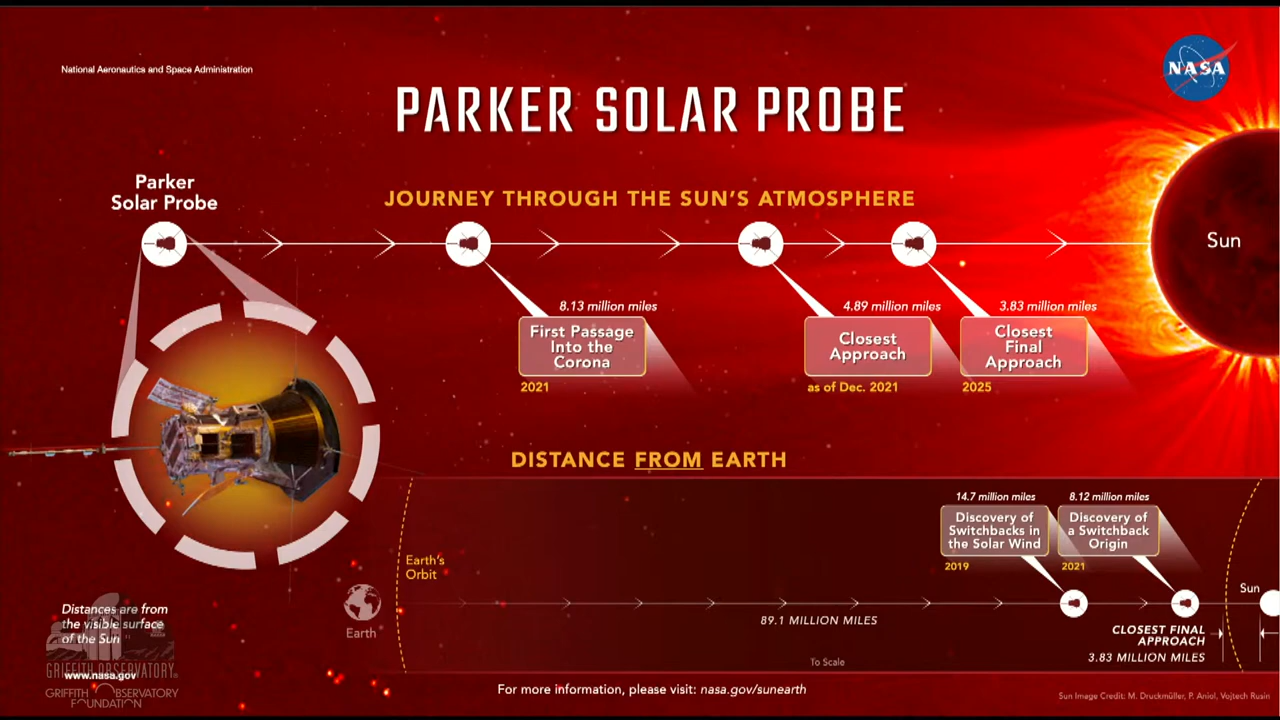 National Aeronautics and Space Administration
NASA
PARKER SOLAR PROBE
JOURNEY THROUGH THE SUN'S ATMOSPHERE
Parker
Solar Probe
Sun
8.13 million miles
First Passage
Into the
Corona
2021
4.89 million miles
Closest
Approach
as of Dec. 2021
3.83 million miles
Closest
Final
Approach
2025
DISTANCE FROM EARTH
14.7 million miles
Discovery of
Switchbacks in
the Solar Wind
2019
8.12 million miles
Discovery of
a Switchback
Origin
2021
Earth's
Orbit
Earth
89.1 MILLION MILES
To Scale
Sun
CLOSEST FINAL
APPROACH
3.83 MILLION MILES
Distances are from
the visible surface
of the Sun
GRIFFITH OBSERVATORY
www.nasa.gov
GRIFFITH OBSERVATORY
FOUNDATION
For more information, please visit: nasa.gov/sunearth
Sun Image Credit: M. Druckmüller, P. Aniol, Vojtech Rusin